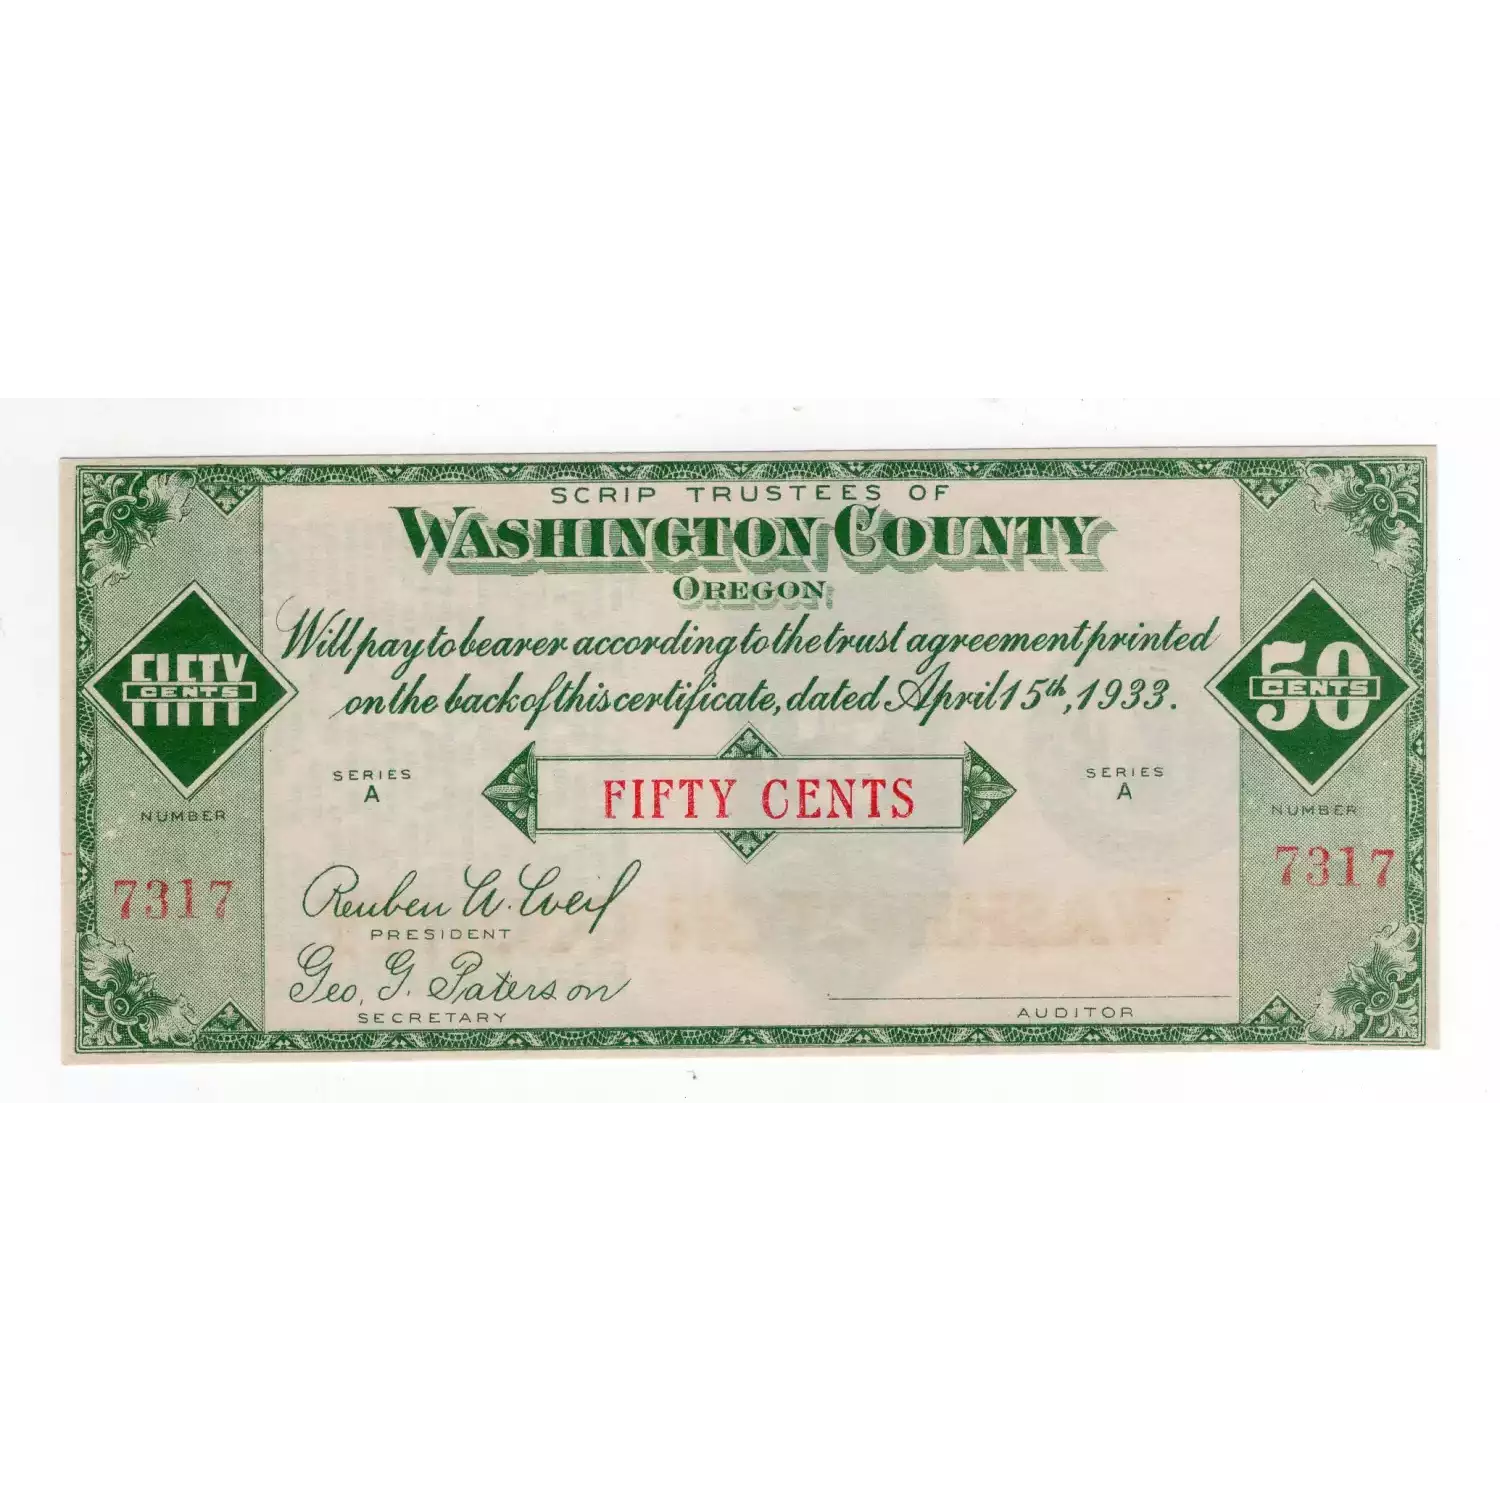 SCRIP TRUSTEES OF
WASHINGTON COUNTY
OREGON
Will pay to bearer according to the trust agreement printed
on the back of this certificate, dated April 15th, 1933.
FIFTY
CENTS
50
CENTS
SERIES
A
FIFTY CENTS
SERIES
A
NUMBER
7317
NUMBER
7317
Reuben W. Weil
PRESIDENT
Geo. G. Paterson
SECRETARY
AUDITOR